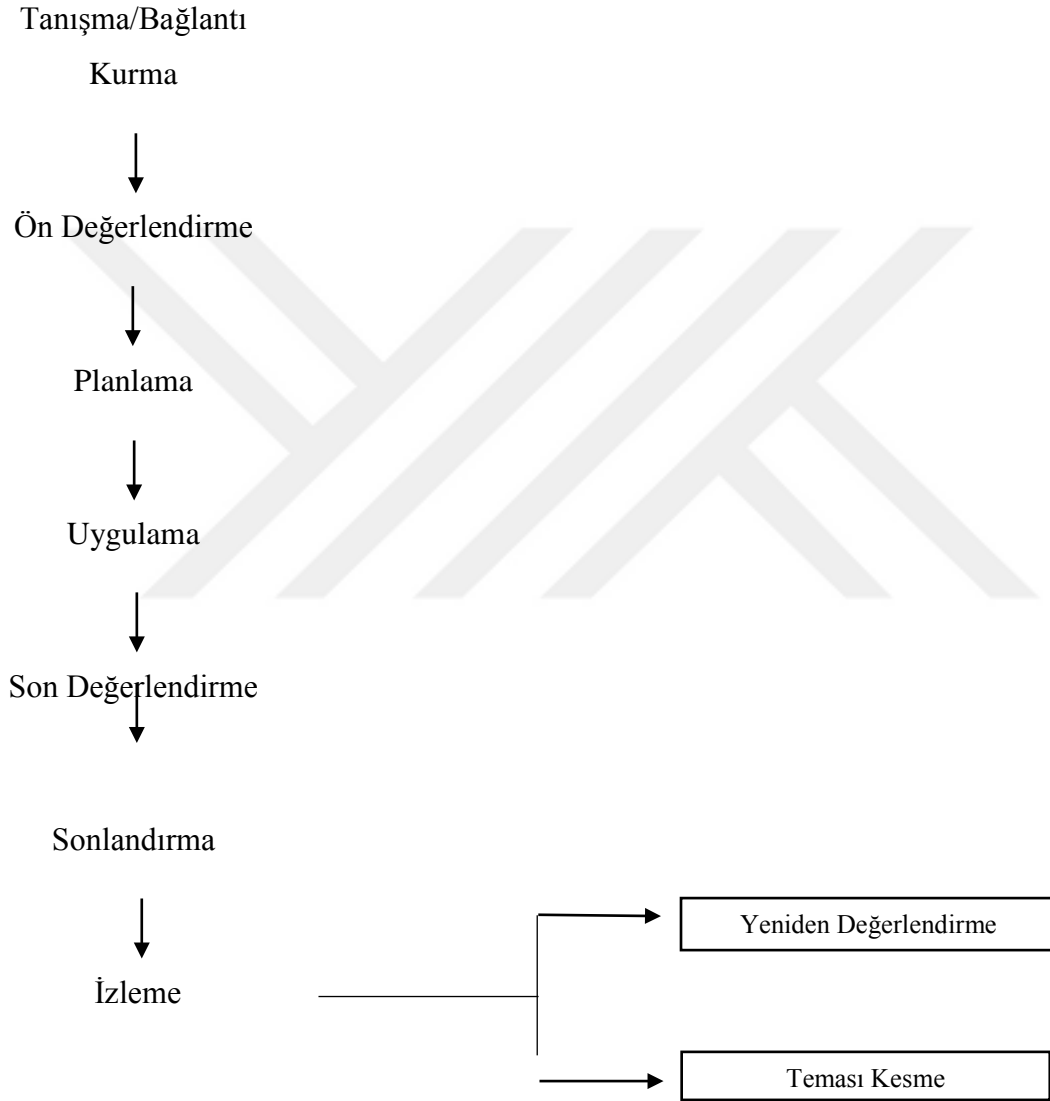 Tanışma/Bağlantı
Kurma
Ön Değerlendirme
Planlama
Uygulama
Son Değerlendirme
Sonlandırma
İzleme
Yeniden Değerlendirme
Teması Kesme